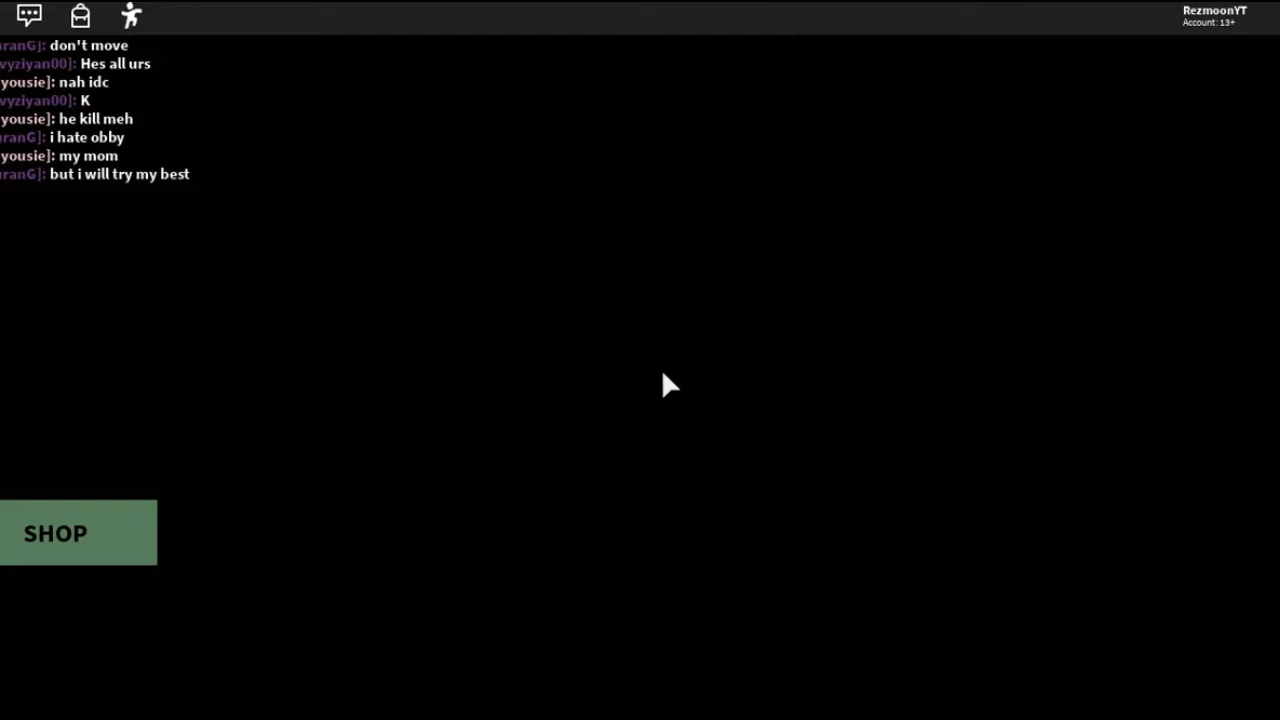 RezmoonYT
Account: 13+
ranG]: don't move
vyziyan00]: Hes all urs
yousie]: nah idc
vyziyan00]: K
yousie]: he kill meh
ranG]: i hate obby
yousie]: my mom
ranG]: but i will try my best
SHOP